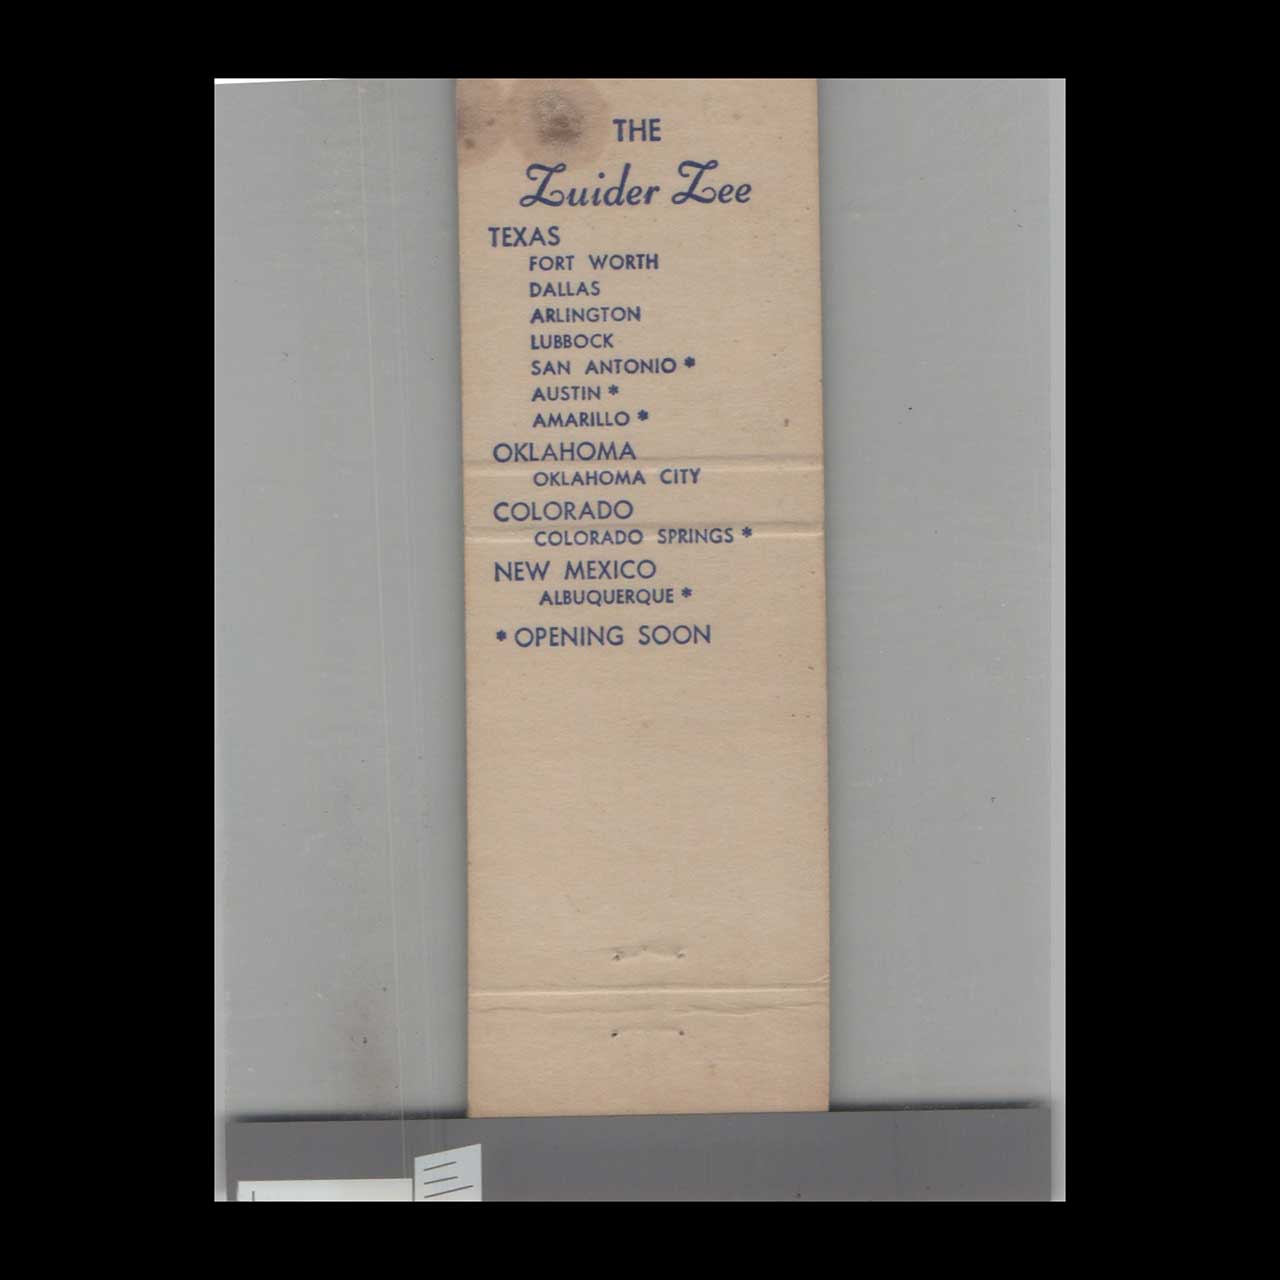 THE
Zuider Zee
TEXAS
FORT WORTH
DALLAS
ARLINGTON
LUBBOCK
SAN ANTONIO *
AUSTIN *
AMARILLO *
OKLAHOMA
OKLAHOMA CITY
COLORADO
COLORADO SPRINGS *
NEW MEXICO
ALBUQUERQUE *
* OPENING SOON